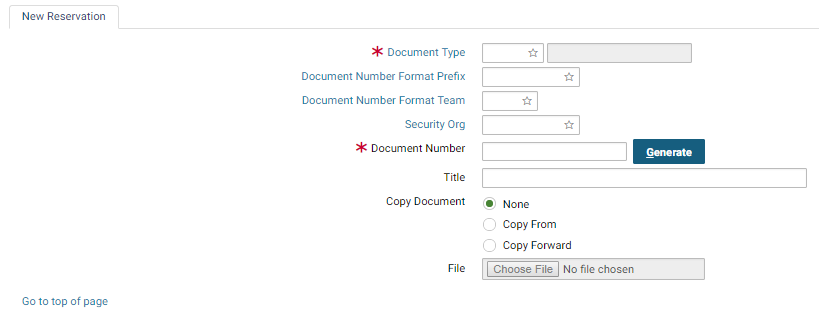 New Reservation
* Document Type
Document Number Format Prefix
Document Number Format Team
Security Org
* Document Number Generate
Title
Copy Document None
Copy From
Copy Forward
File Choose File No file chosen
Go to top of page